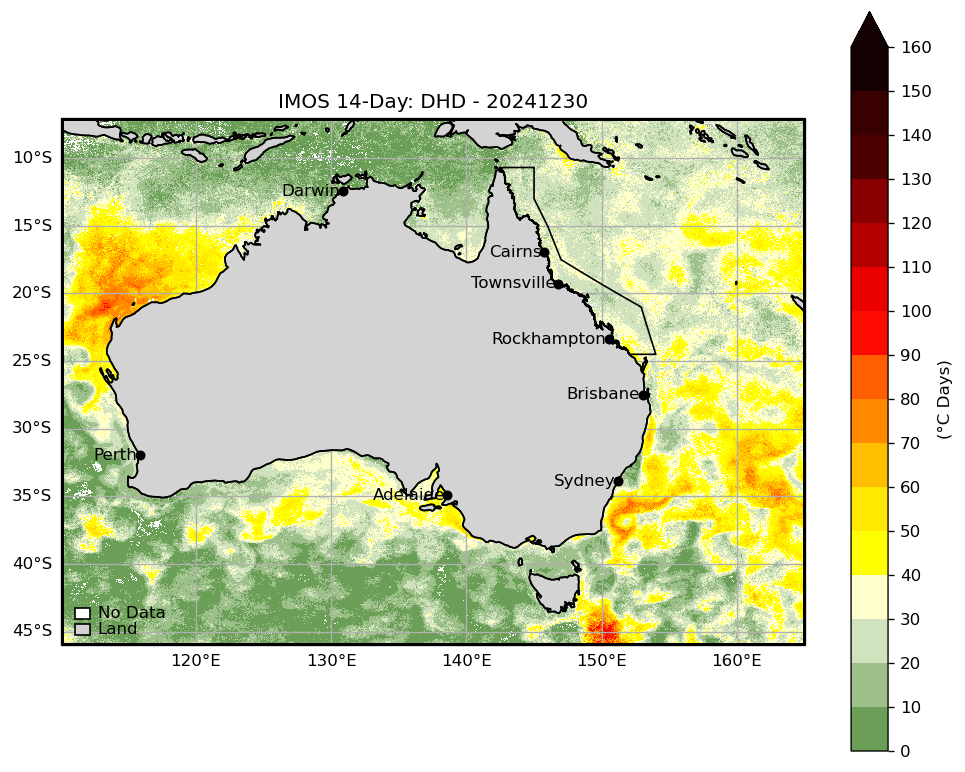 IMOS 14-Day: DHD - 20241230
160
150
140
130
120
110
100
90
80
70
60
50
40
30
20
10
0
(°C Days)
10°S
15°S
20°S
25°S
30°S
35°S
40°S
45°S
Darwin
Cairns
Townsville
Rockhampton
Brisbane
Perth
Sydney
Adelaide
No Data
Land
120°E
130°E
140°E
150°E
160°E